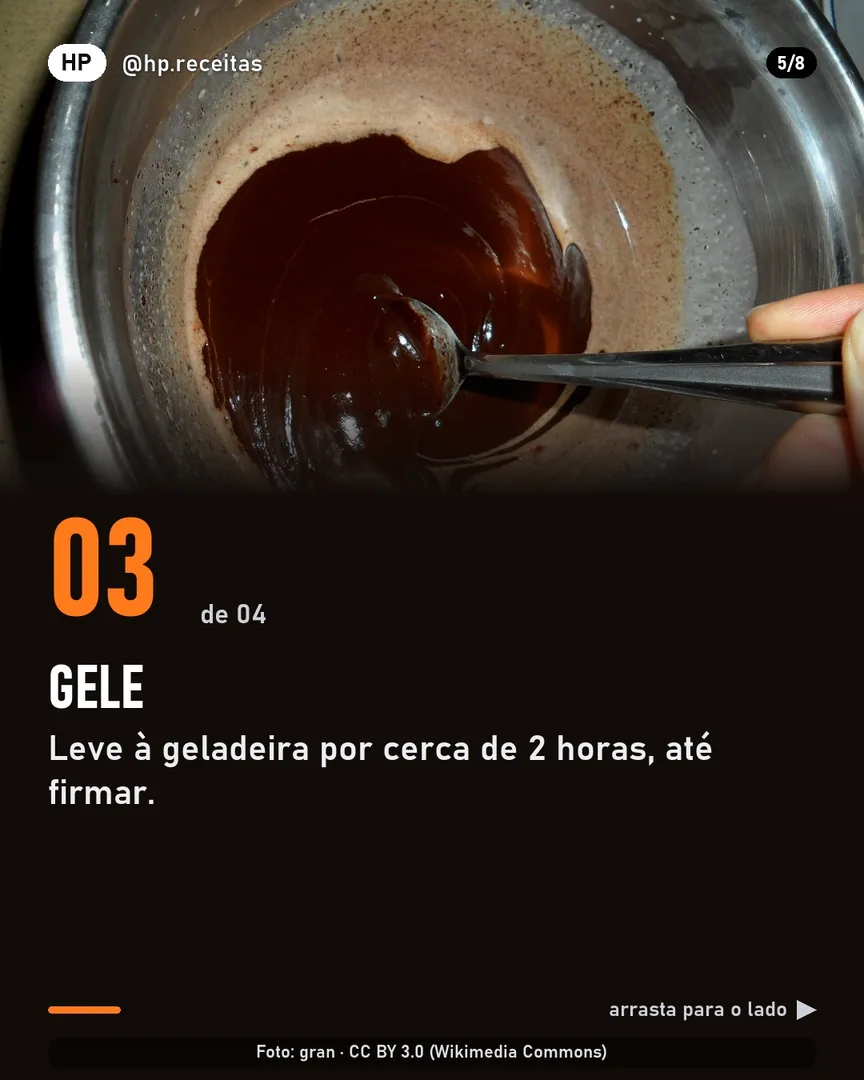 HP @hp.receitas
5/8
03 de 04
GELE
Leve à geladeira por cerca de 2 horas, até
firmar.
arrasta para o lado ▶
Foto: gran · CC BY 3.0 (Wikimedia Commons)